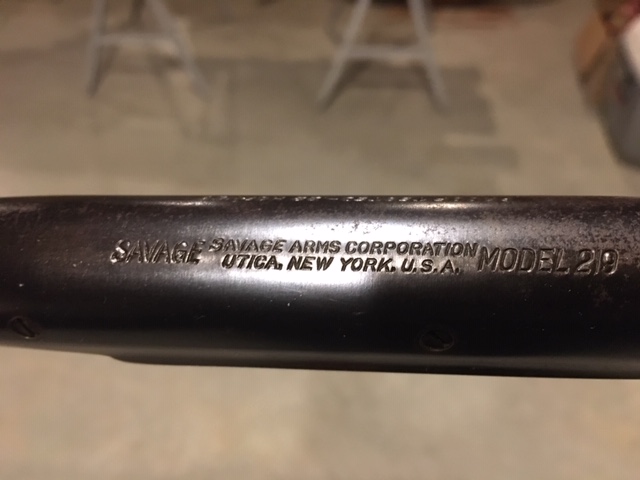 SAVAGE SAVAGE ARMS CORPORATION MODEL 219
UTICA, NEW YORK, U.S.A.